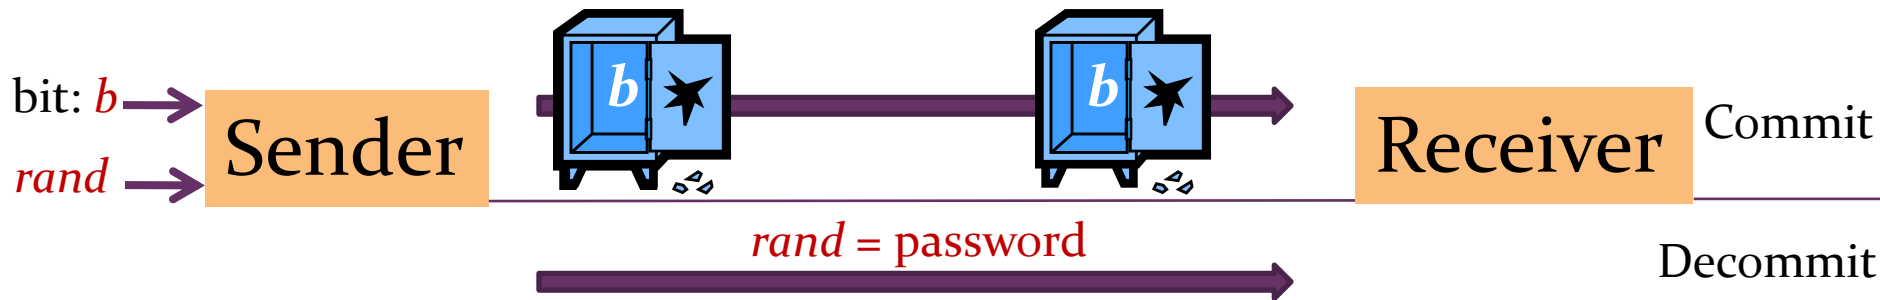 bit: b
rand
Sender
b
b
Receiver
Commit
rand = password
Decommit